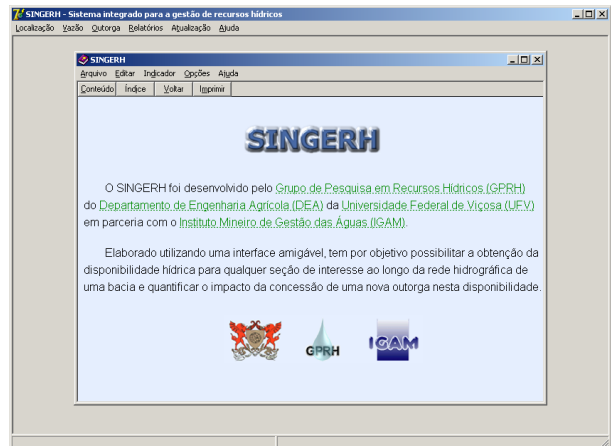 SINGERH - Sistema integrado para a gestão de recursos hídricos
Localização Vazão Outorga Relatórios Atualização Ajuda
SINGERH
Arquivo Editar Indicador Opções Ajuda
Conteúdo Índice Voltar Imprimir
SINGERH
O SINGERH foi desenvolvido pelo Grupo de Pesquisa em Recursos Hídricos (GPRH)
do Departamento de Engenharia Agrícola (DEA) da Universidade Federal de Viçosa (UFV)
em parceria com o Instituto Mineiro de Gestão das Águas (IGAM).
Elaborado utilizando uma interface amigável, tem por objetivo possibilitar a obtenção da
disponibilidade hídrica para qualquer seção de interesse ao longo da rede hidrográfica de
uma bacia e quantificar o impacto da concessão de uma nova outorga nesta disponibilidade.
GPRH IGAM